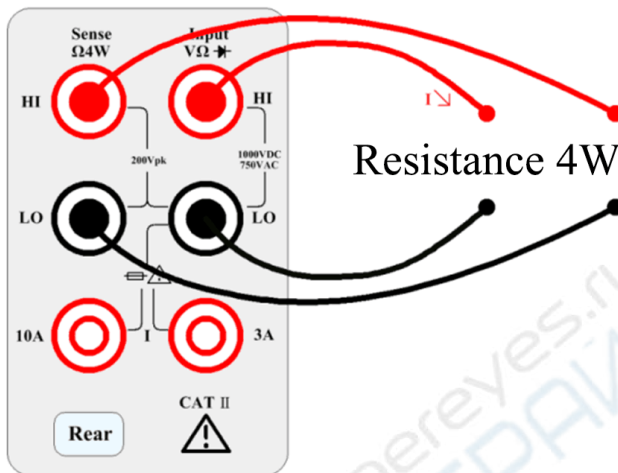 Sense Input
Ω4W VΩ
HI HI
200Vpk
1000VDC
750VAC
I
Resistance 4W
LO LO
10A I 3A
CAT II
Rear